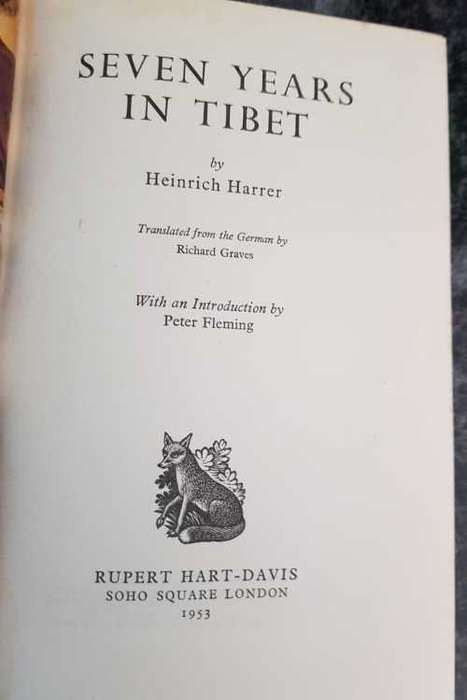 SEVEN YEARS
IN TIBET
by
Heinrich Harrer
Translated from the German by
Richard Graves
With an Introduction by
Peter Fleming
RUPERT HART-DAVIS
SOHO SQUARE LONDON
1953